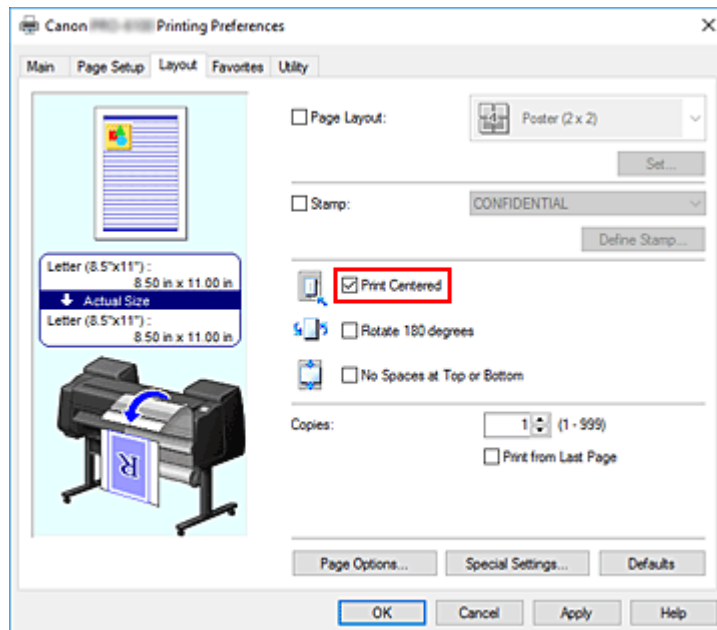 Canon Printing Preferences
Main Page Setup Layout Favorites Utility
Page Layout:
Poster (2 x 2)
Set...
Stamp:
CONFIDENTIAL
Define Stamp...
Letter (8.5"x11") :
8.50 in x 11.00 in
Actual Size
Letter (8.5"x11") :
8.50 in x 11.00 in
Print Centered
Rotate 180 degrees
No Spaces at Top or Bottom
Copies:
1 (1 - 999)
Print from Last Page
R
Page Options... Special Settings... Defaults
OK Cancel Apply Help